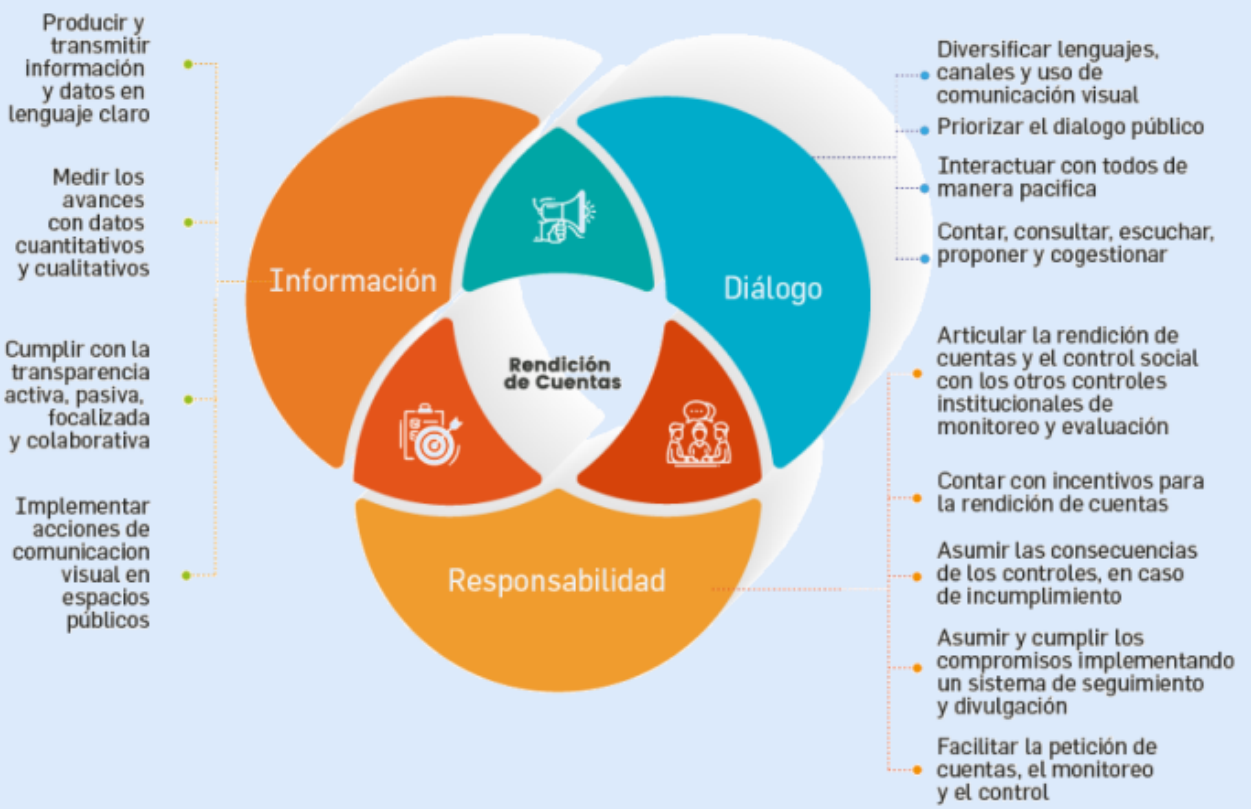 Producir y
transmitir
información
y datos en
lenguaje claro
Medir los
avances
con datos
cuantitativos
y cualitativos
Cumplir con la
transparencia
activa, pasiva,
focalizada
y colaborativa
Implementar
acciones de
comunicacion
visual en
espacios
públicos
Información
Diálogo
Rendición
de Cuentas
Responsabilidad
Diversificar lenguajes,
canales y uso de
comunicación visual
Priorizar el dialogo público
Interactuar con todos de
manera pacifica
Contar, consultar, escuchar,
proponer y cogestionar
Articular la rendición de
cuentas y el control social
con los otros controles
institucionales de
monitoreo y evaluación
Contar con incentivos para
la rendición de cuentas
Asumir las consecuencias
de los controles, en caso
de incumplimiento
Asumir y cumplir los
compromisos implementando
un sistema de seguimiento
y divulgación
Facilitar la petición de
cuentas, el monitoreo
y el control